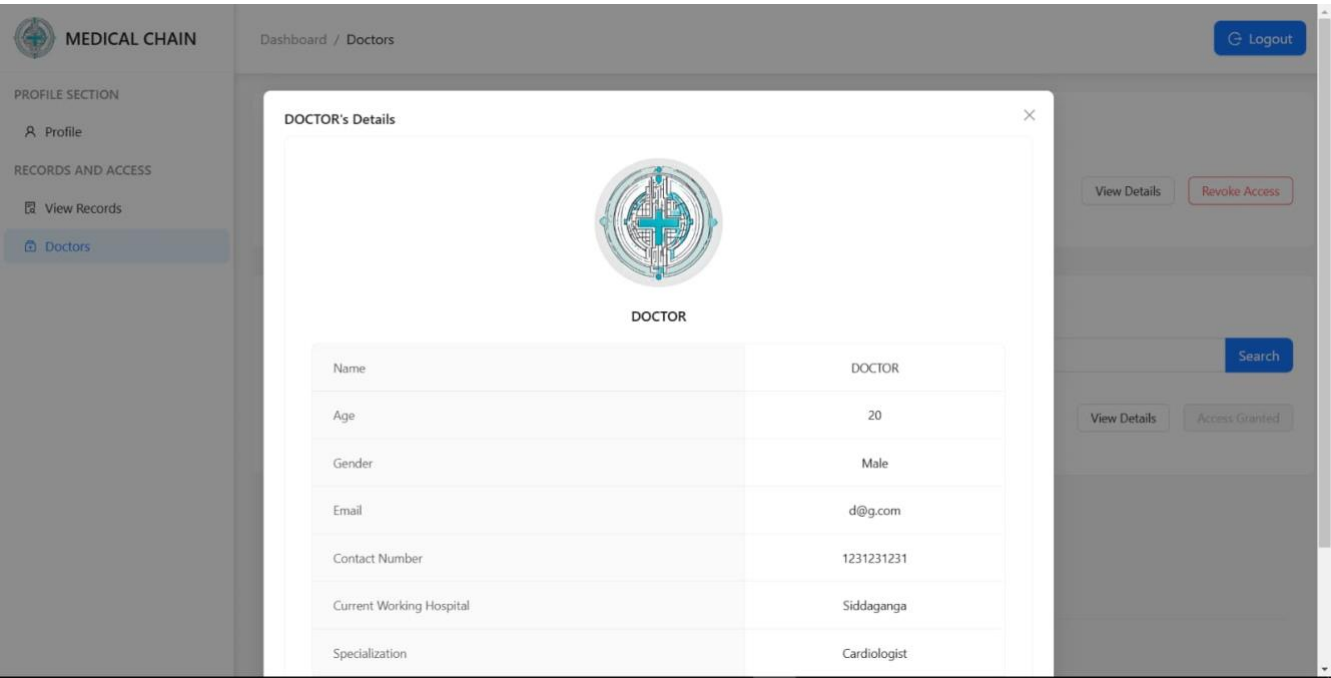 MEDICAL CHAIN
Dashboard / Doctors
Logout
PROFILE SECTION
Profile
RECORDS AND ACCESS
View Records
Doctors
DOCTOR's Details
DOCTOR
Name DOCTOR
Age 20
Gender Male
Email d@g.com
Contact Number 1231231231
Current Working Hospital Siddaganga
Specialization Cardiologist
View Details Revoke Access
Search
View Details Access Granted